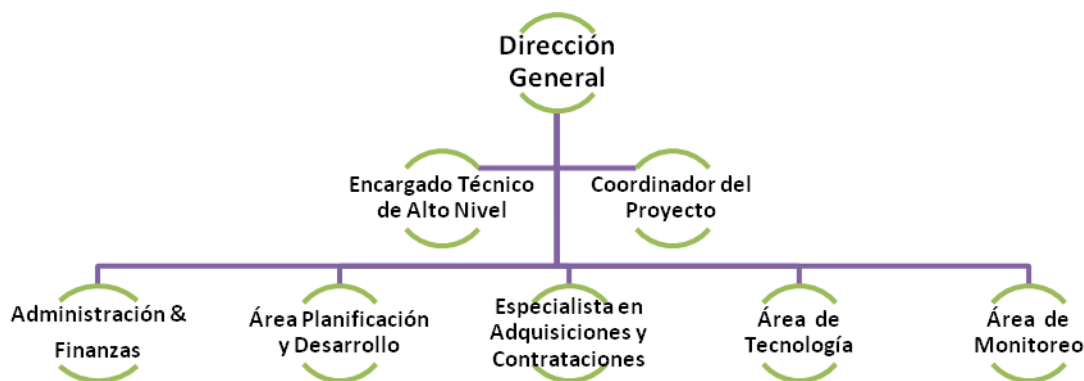 Dirección
General
Encargado Técnico
de Alto Nivel
Coordinador del
Proyecto
Administración &
Finanzas
Área Planificación
y Desarrollo
Especialista en
Adquisiciones y
Contrataciones
Área de
Tecnología
Área de
Monitoreo